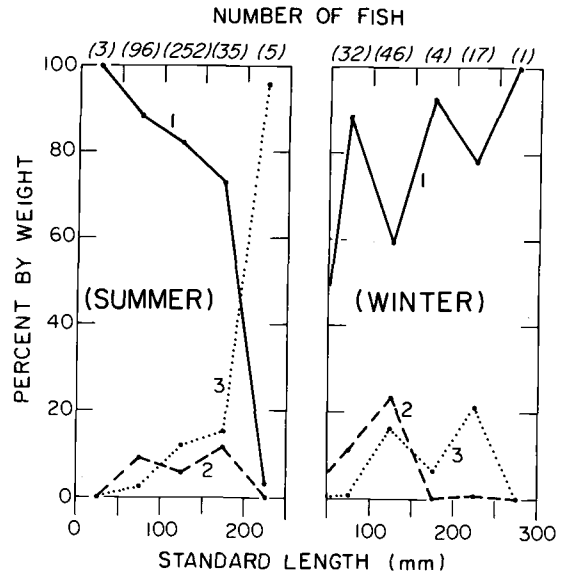 NUMBER OF FISH
(3) (96) (252) (35) (5) (32) (46) (4) (17) (1)
100
80
60
40
20
0
PERCENT BY WEIGHT
1
(SUMMER)
3
2
1
(WINTER)
2
3
0 100 200 100 200 300
STANDARD LENGTH (mm)